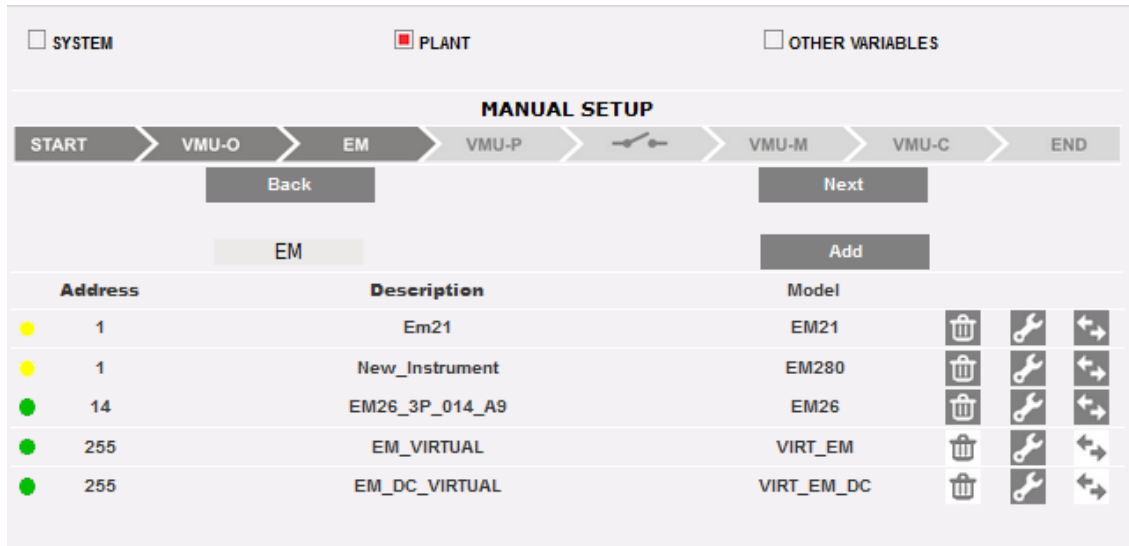 SYSTEM PLANT OTHER VARIABLES
MANUAL SETUP
START VMU-O EM VMU-P VMU-M VMU-C END
Back Next
EM Add
Address Description Model
1 Em21 EM21
1 New_Instrument EM280
14 EM26_3P_014_A9 EM26
255 EM_VIRTUAL VIRT_EM
255 EM_DC_VIRTUAL VIRT_EM_DC